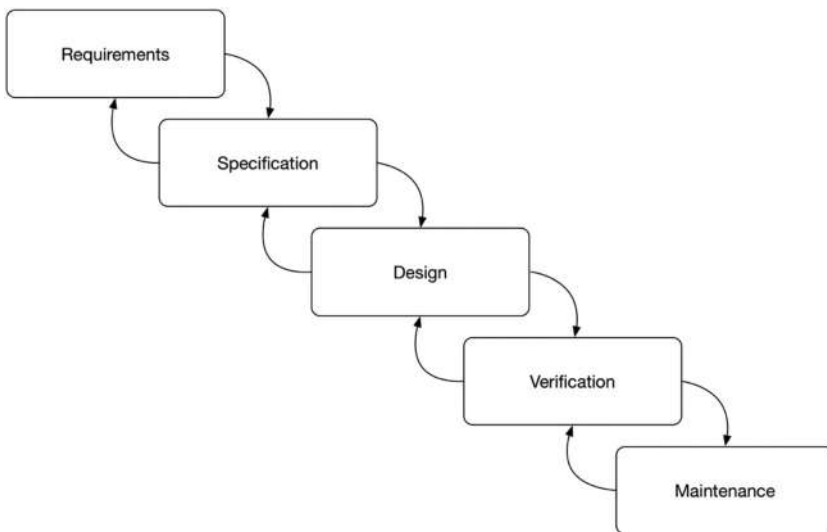 Requirements
Specification
Design
Verification
Maintenance